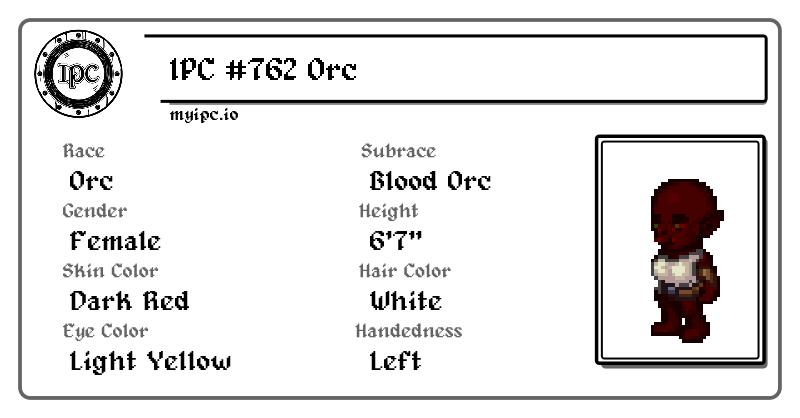 IPC
IPC #762 Orc
myipc.io
Race
Orc
Subrace
Blood Orc
Gender
Female
Height
6'7"
Skin Color
Dark Red
Hair Color
White
Eye Color
Light Yellow
Handedness
Left